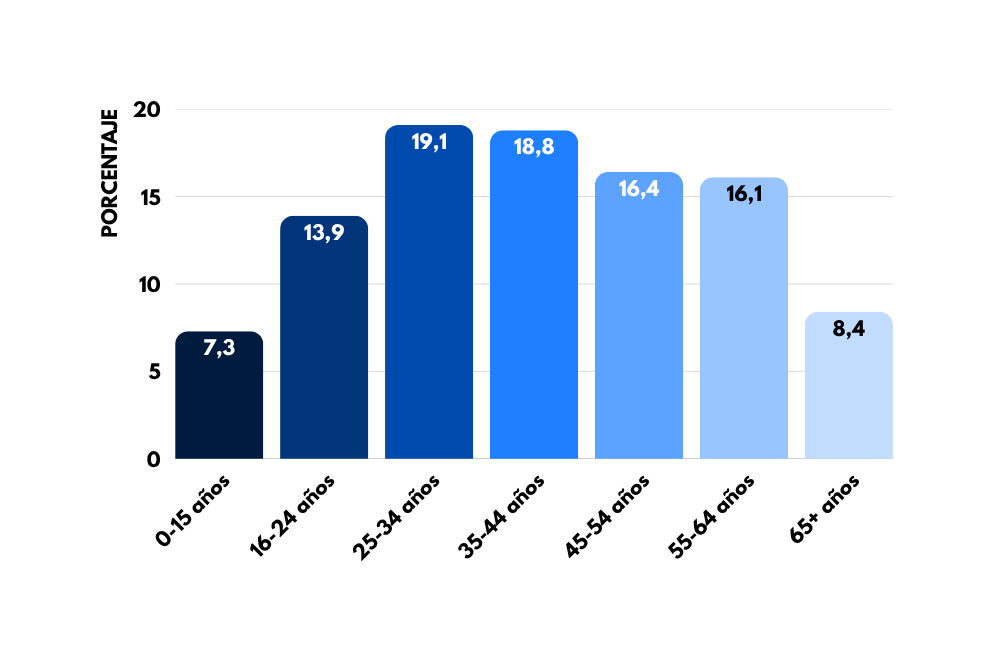 PORCENTAJE
20
15
10
5
0
7,3
13,9
19,1
18,8
16,4
16,1
8,4
0-15 años
16-24 años
25-34 años
35-44 años
45-54 años
55-64 años
65+ años